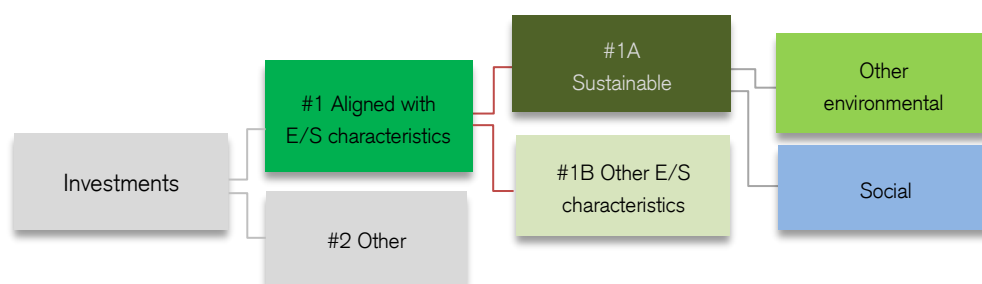 Investments
#1 Aligned with
E/S characteristics
#2 Other
#1A
Sustainable
#1B Other E/S
characteristics
Other
environmental
Social